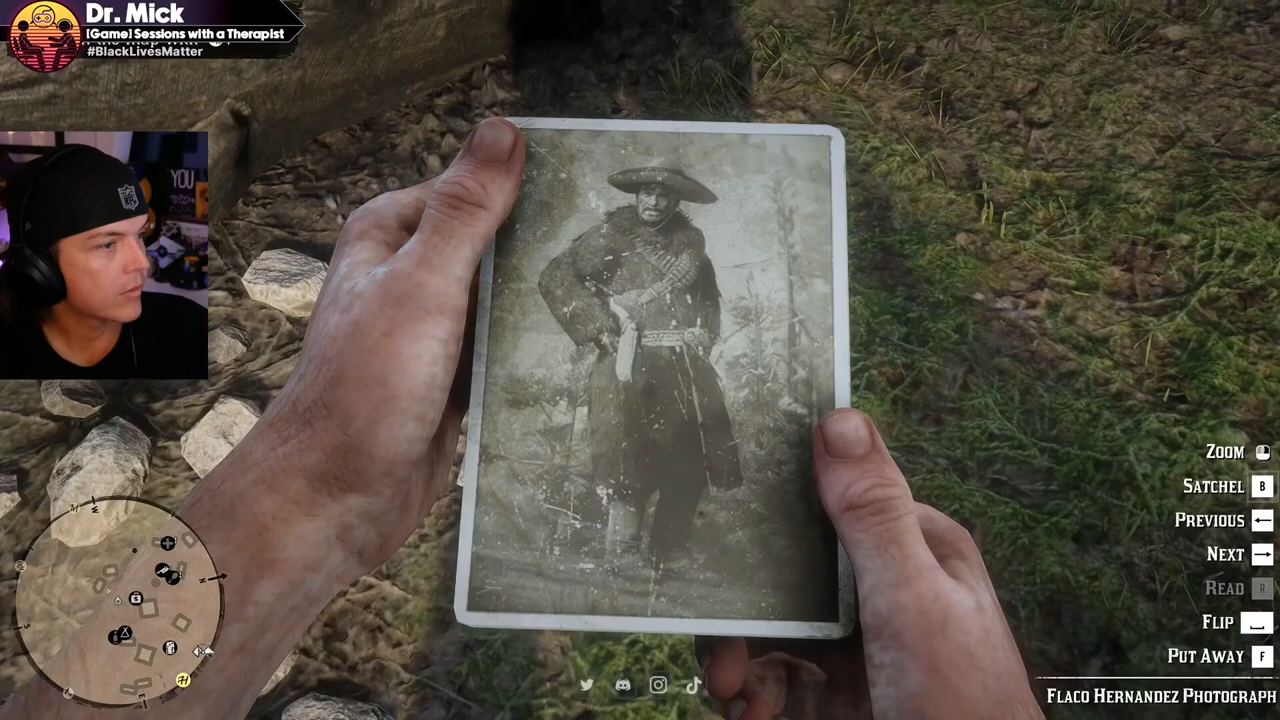 Dr. Mick
[Game] Sessions with a Therapist
#BlackLivesMatter
YOU
ZOOM
SATCHEL B
PREVIOUS
NEXT
READ R
FLIP
PUT AWAY F
FLACO HERNANDEZ PHOTOGRAPH